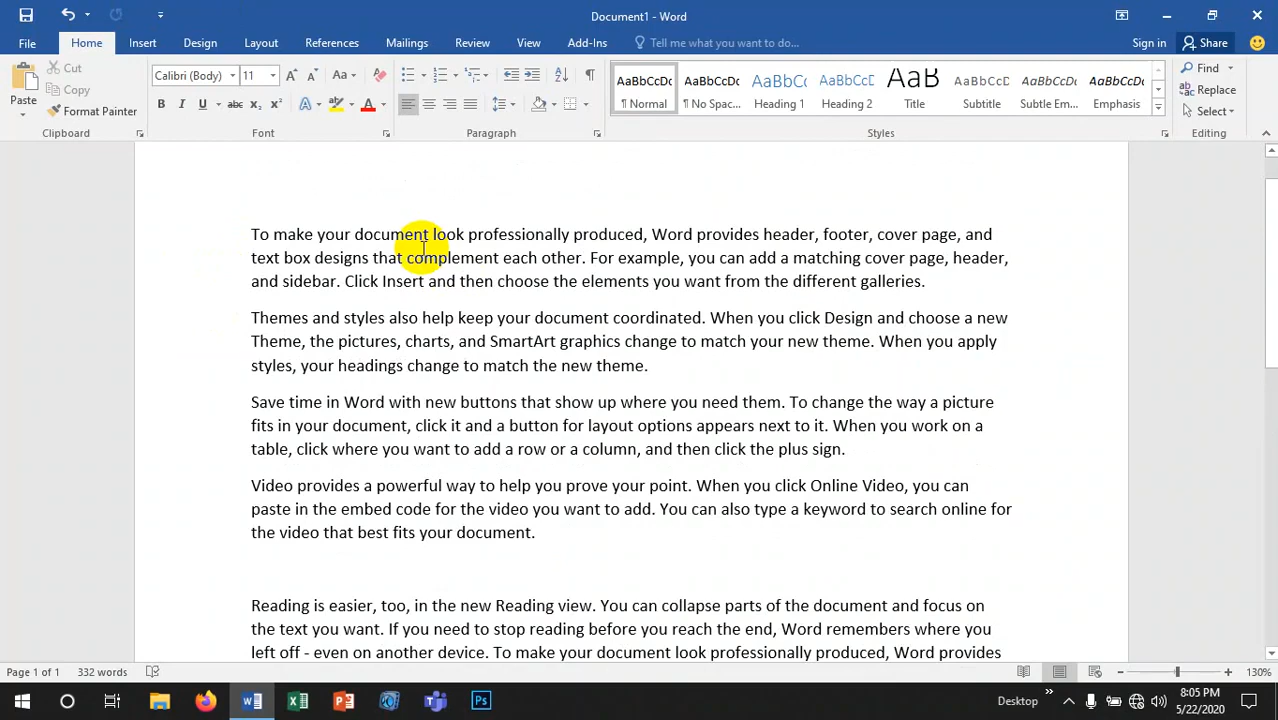 Document1 - Word
File Home Insert Design Layout References Mailings Review View Add-Ins Tell me what you want to do... Sign in Share
Paste
Cut
Copy
Format Painter
Clipboard
Calibri (Body) 11 A A Aa
B I U abc x₂ x² A ab A
Font
Paragraph
AaBbCcDc AaBbCcDc AaBbCc AaBbCcD AaB AaBbCcD AaBbCcDc AaBbCcDc
¶ Normal ¶ No Spac... Heading 1 Heading 2 Title Subtitle Subtle Em... Emphasis
Styles
Find
Replace
Select
Editing
To make your document look professionally produced, Word provides header, footer, cover page, and
text box designs that complement each other. For example, you can add a matching cover page, header,
and sidebar. Click Insert and then choose the elements you want from the different galleries.
Themes and styles also help keep your document coordinated. When you click Design and choose a new
Theme, the pictures, charts, and SmartArt graphics change to match your new theme. When you apply
styles, your headings change to match the new theme.
Save time in Word with new buttons that show up where you need them. To change the way a picture
fits in your document, click it and a button for layout options appears next to it. When you work on a
table, click where you want to add a row or a column, and then click the plus sign.
Video provides a powerful way to help you prove your point. When you click Online Video, you can
paste in the embed code for the video you want to add. You can also type a keyword to search online for
the video that best fits your document.
Reading is easier, too, in the new Reading view. You can collapse parts of the document and focus on
the text you want. If you need to stop reading before you reach the end, Word remembers where you
left off - even on another device. To make your document look professionally produced, Word provides
Page 1 of 1 332 words 130%
Desktop 8:05 PM
5/22/2020